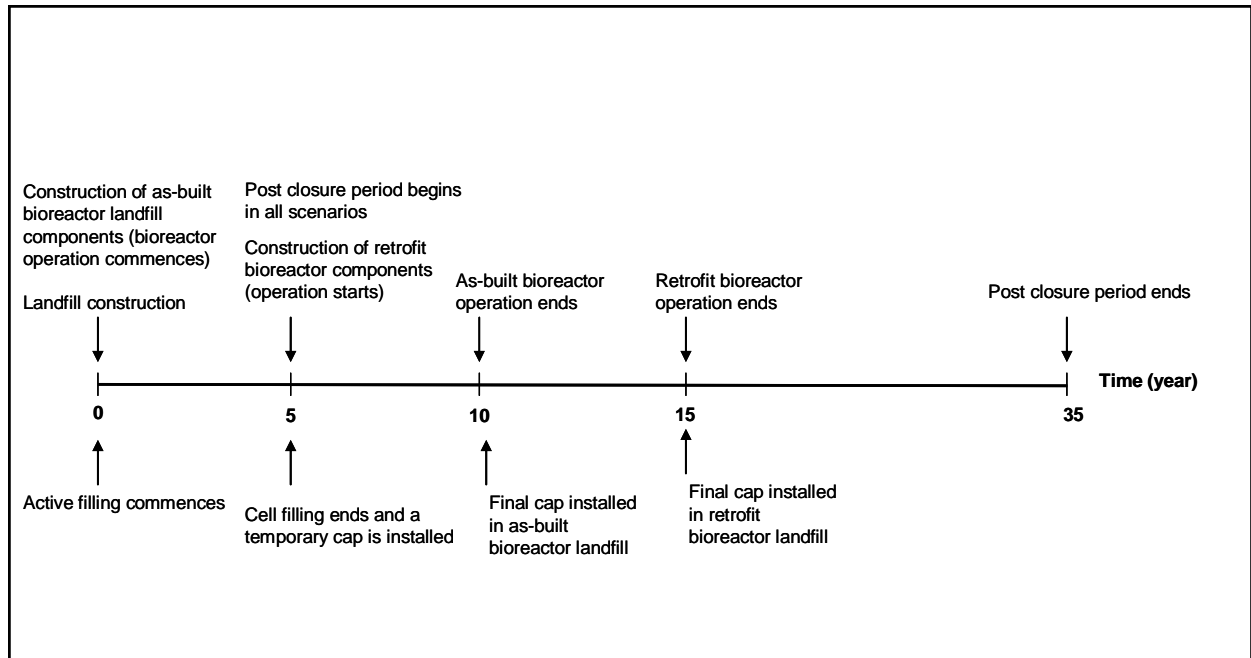 Construction of as-built
bioreactor landfill
components (bioreactor
operation commences)
Landfill construction
Post closure period begins
in all scenarios
Construction of retrofit
bioreactor components
(operation starts)
As-built bioreactor
operation ends
Retrofit bioreactor
operation ends
Post closure period ends
Time (year)
0
5
10
15
35
Active filling commences
Cell filling ends and a
temporary cap is installed
Final cap installed
in as-built
bioreactor landfill
Final cap installed
in retrofit
bioreactor landfill